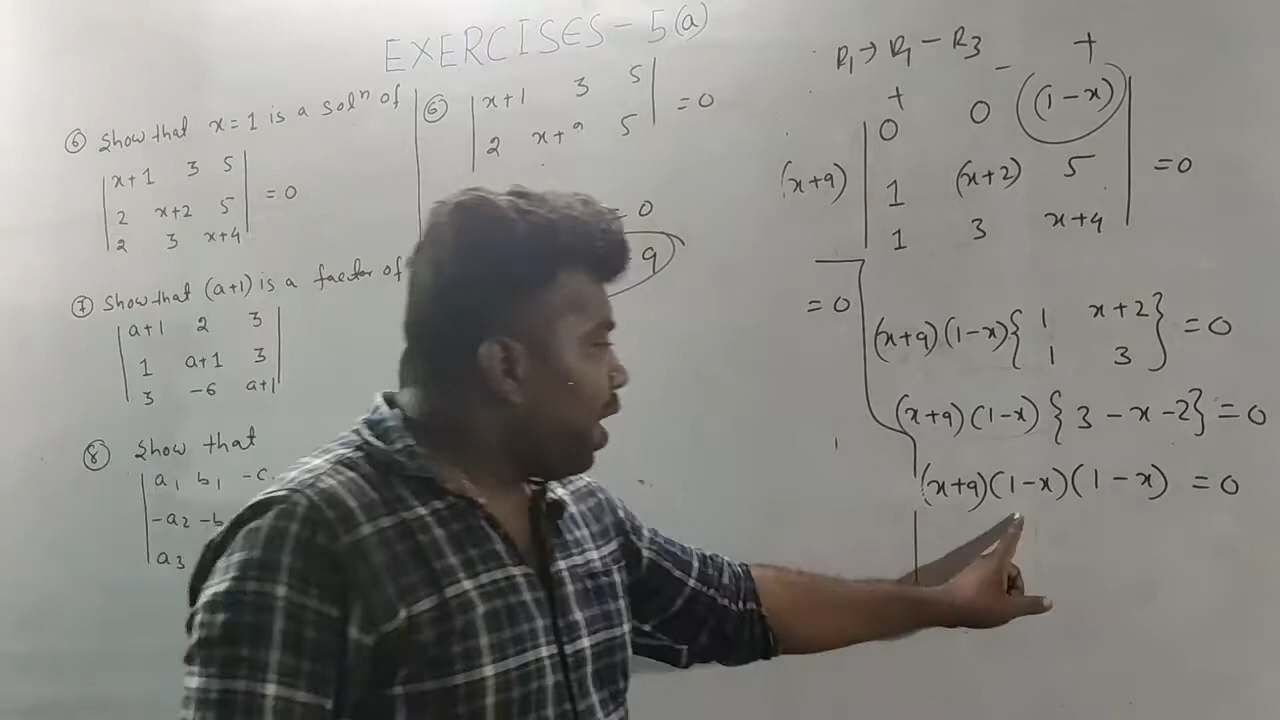 EXERCISES - 5(a)
⑥ Show that x=1 is a solⁿ of
| x+1 3 5 |
| 2 x+2 5 | = 0
| 2 3 x+4 |
⑦ Show that (a+1) is a factor of
| a+1 2 3 |
| 1 a+1 3 |
| 3 -6 a+1 |
⑧ Show that
| a₁ b₁ -c
| -a₂ -b
| a₃
⑥ | x+1 3 5 |
| 2 x+ 5 | = 0
= 0
9
R₁ → R₁ - R₃
- +
+
| 0 0 (1-x) |
(x+9) | 1 (x+2) 5 | = 0
| 1 3 x+4 |
= 0
(x+9)(1-x) { 1 x+2 } = 0
1 3
(x+9)(1-x) { 3 - x - 2 } = 0
(x+9)(1-x)(1-x) = 0